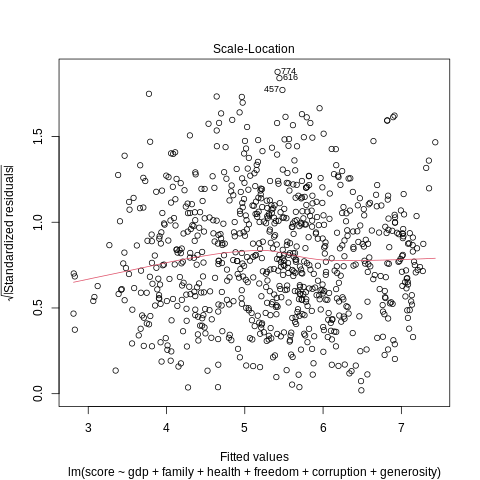 Scale-Location
774
616
457
√|Standardized residuals|
0.0 0.5 1.0 1.5
3 4 5 6 7
Fitted values
lm(score ~ gdp + family + health + freedom + corruption + generosity)